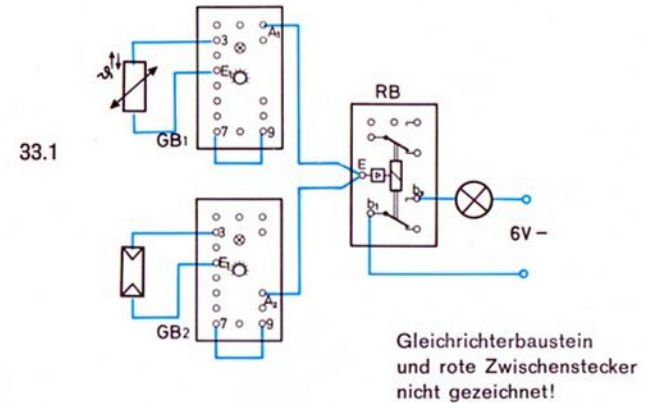 33.1
ϑ
3
A₁
E₁
7
9
GB₁
RB
E
b₂
b₁
6V-
3
E₁
A₂
7
9
GB₂
Gleichrichterbaustein
und rote Zwischenstecker
nicht gezeichnet!